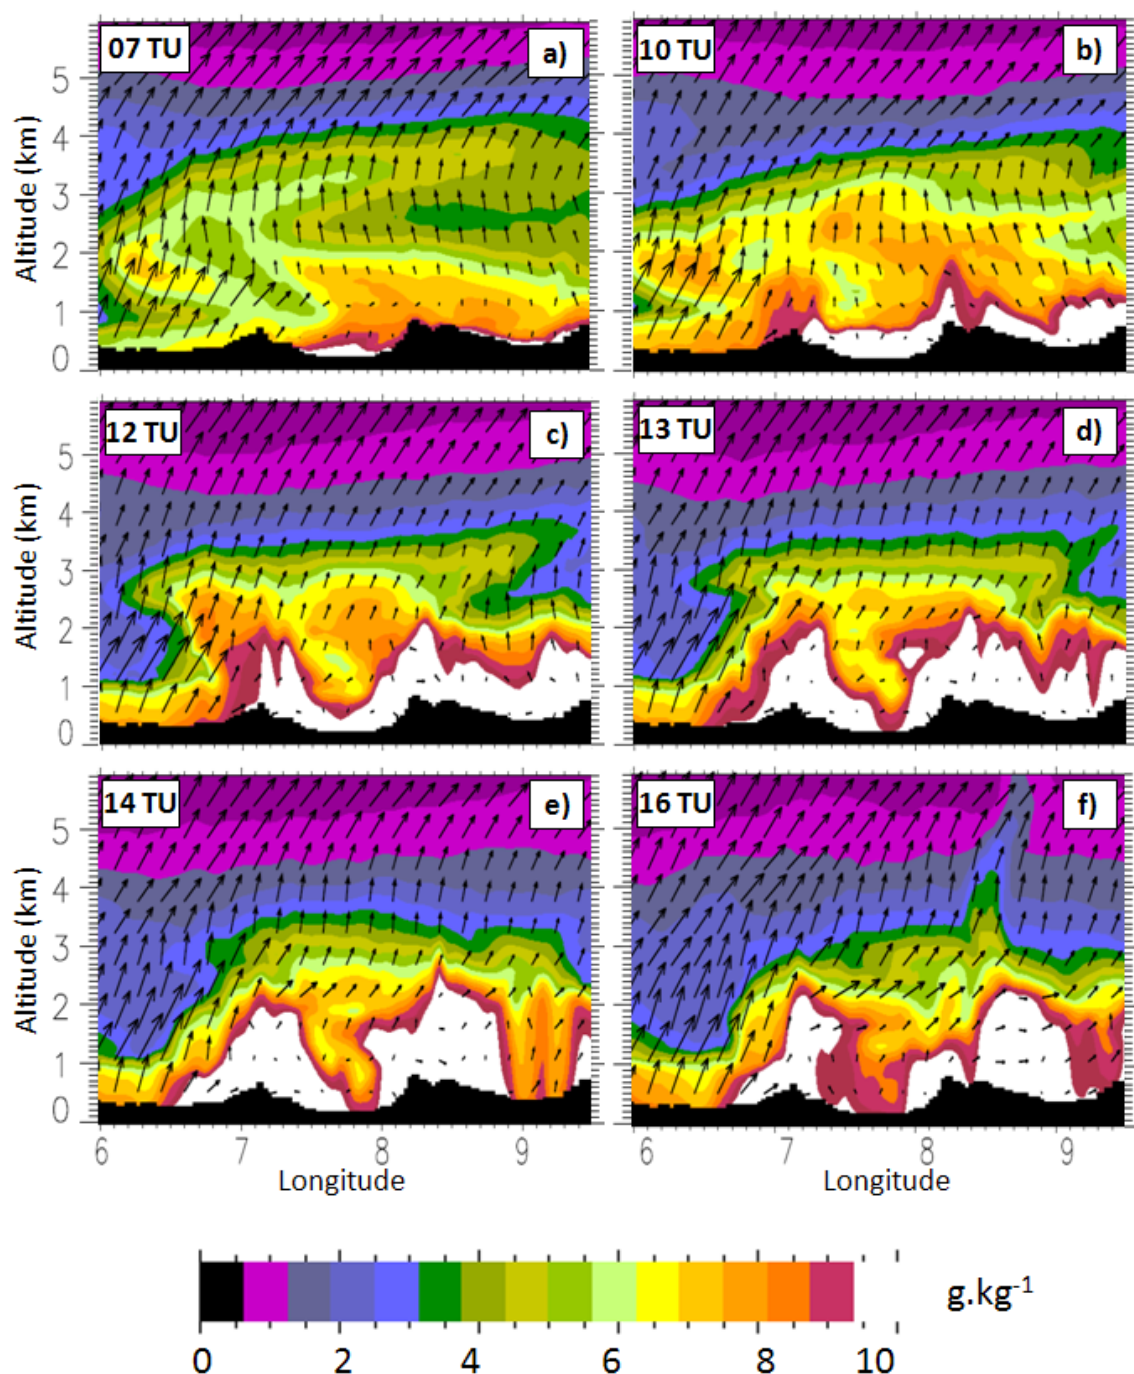 07 TU
a)
10 TU
b)
Altitude (km)
5
4
3
2
1
0
12 TU
c)
13 TU
d)
Altitude (km)
5
4
3
2
1
0
14 TU
e)
16 TU
f)
Altitude (km)
5
4
3
2
1
0
6 7 8 9 6 7 8 9
Longitude Longitude
g.kg-1
0 2 4 6 8 10